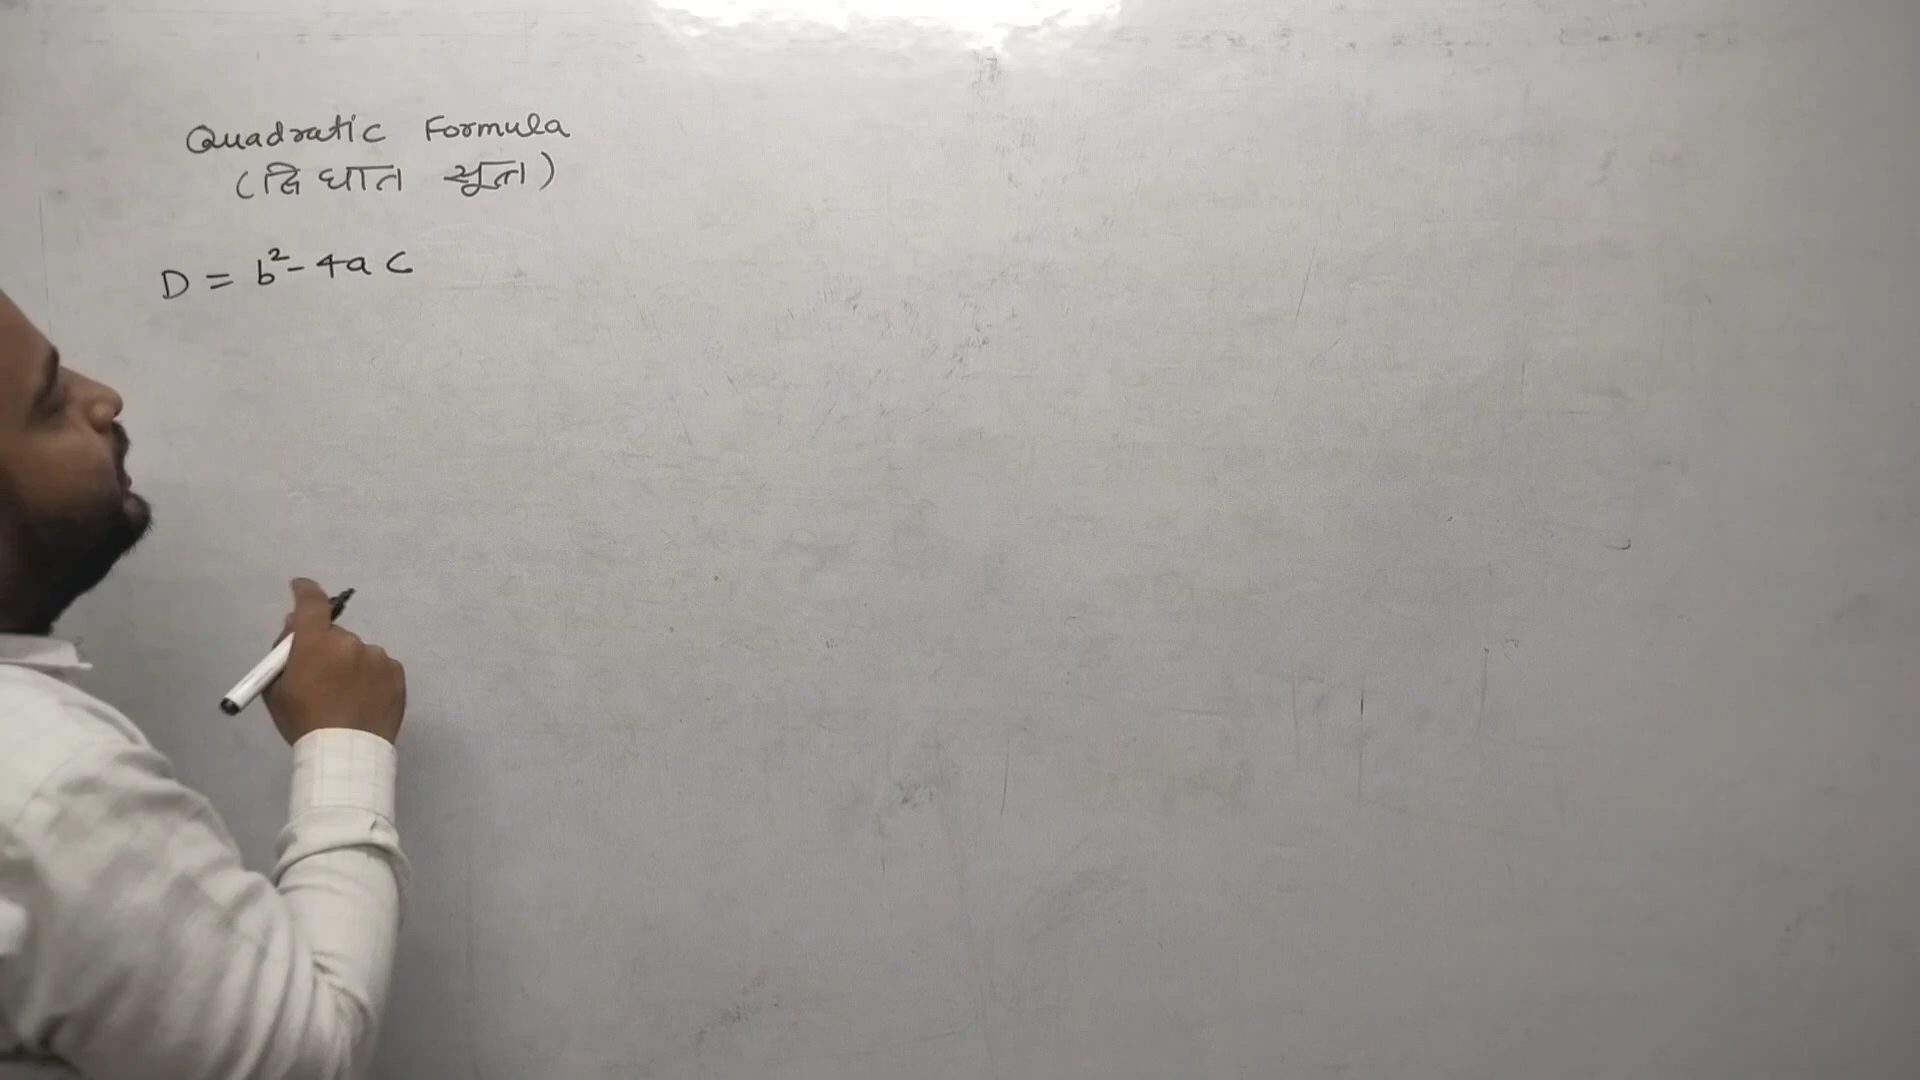 Quadratic Formula
(द्विघात सूत्र)
D = b² - 4ac